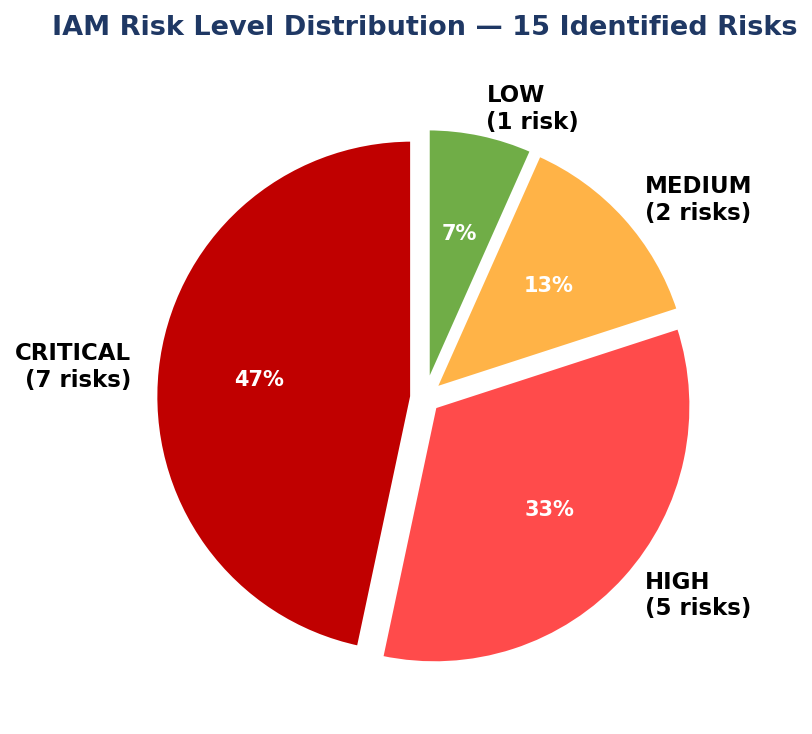 IAM Risk Level Distribution — 15 Identified Risks
LOW
(1 risk)
MEDIUM
(2 risks)
7%
13%
CRITICAL
(7 risks)
47%
33%
HIGH
(5 risks)